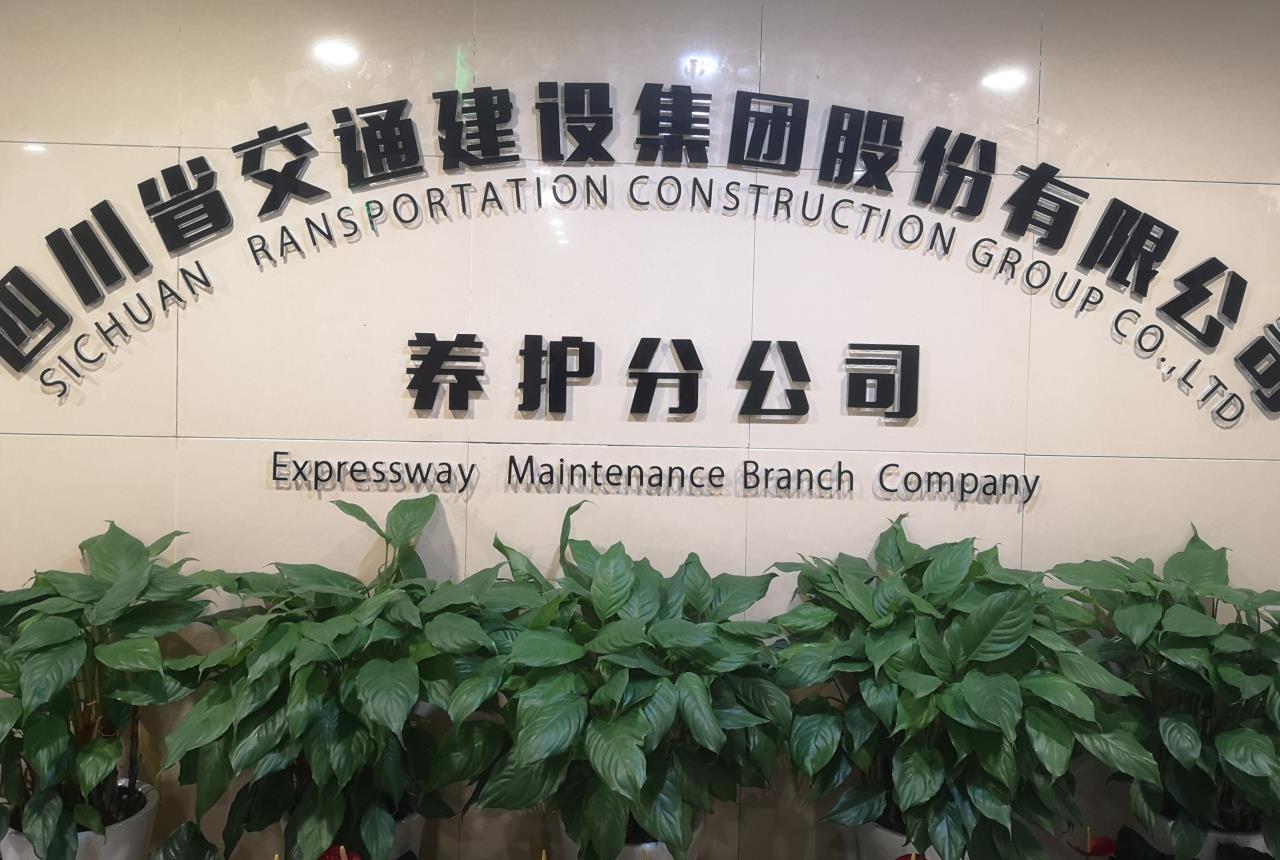 四川省交通建设集团股份有限公司
SICHUAN RANSPORTATION CONSTRUCTION GROUP CO.,LTD
养护分公司
Expressway Maintenance Branch Company